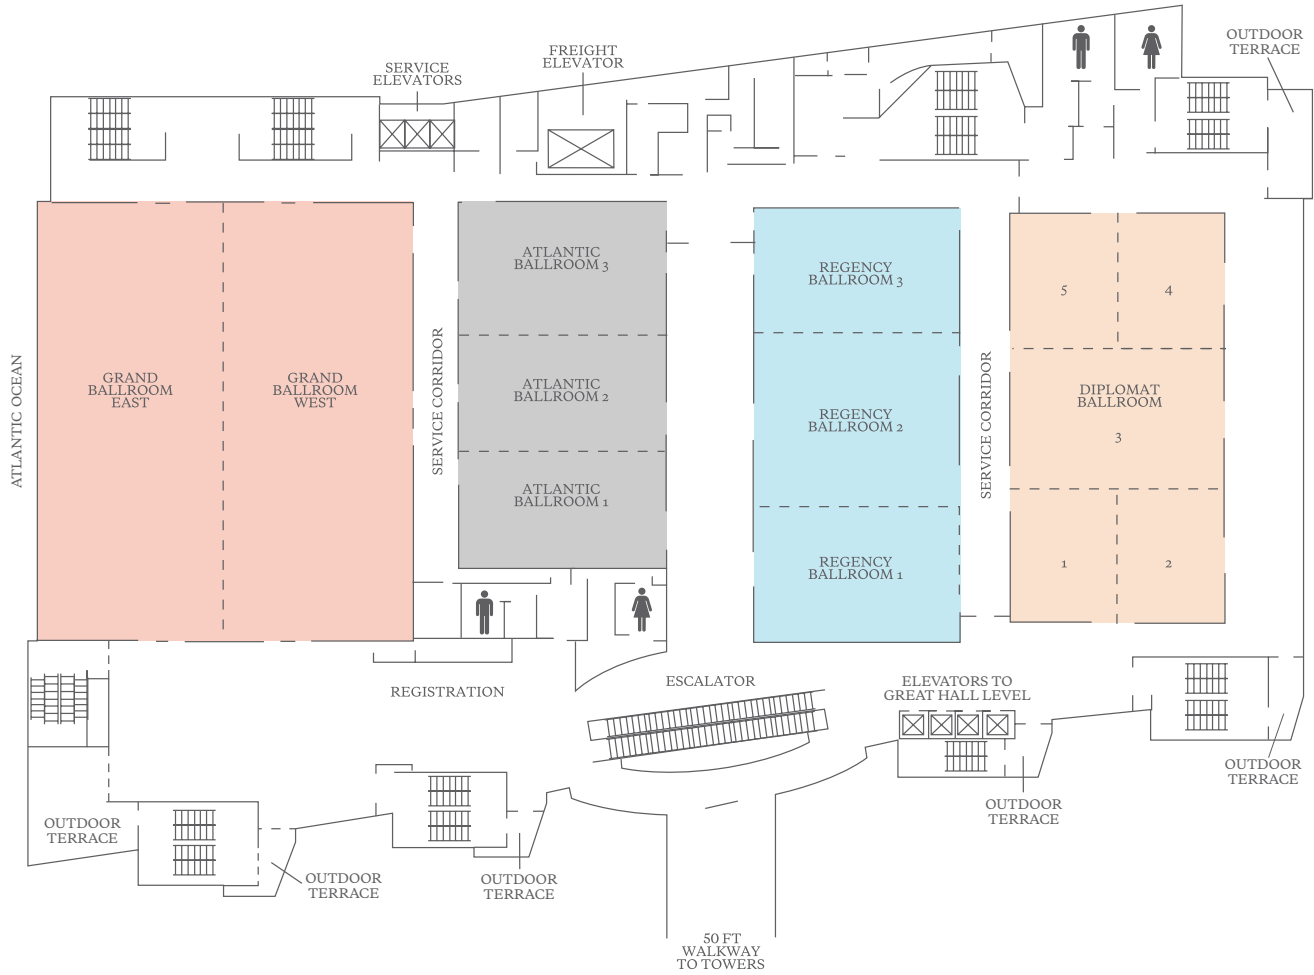 OUTDOOR
TERRACE
FREIGHT
ELEVATOR
SERVICE
ELEVATORS
ATLANTIC
BALLROOM 3
REGENCY
BALLROOM 3
5
4
ATLANTIC OCEAN
GRAND
BALLROOM
EAST
GRAND
BALLROOM
WEST
SERVICE CORRIDOR
ATLANTIC
BALLROOM 2
REGENCY
BALLROOM 2
SERVICE CORRIDOR
DIPLOMAT
BALLROOM
3
ATLANTIC
BALLROOM 1
REGENCY
BALLROOM 1
1
2
REGISTRATION
ESCALATOR
ELEVATORS TO
GREAT HALL LEVEL
OUTDOOR
TERRACE
OUTDOOR
TERRACE
OUTDOOR
TERRACE
OUTDOOR
TERRACE
OUTDOOR
TERRACE
50 FT
WALKWAY
TO TOWERS